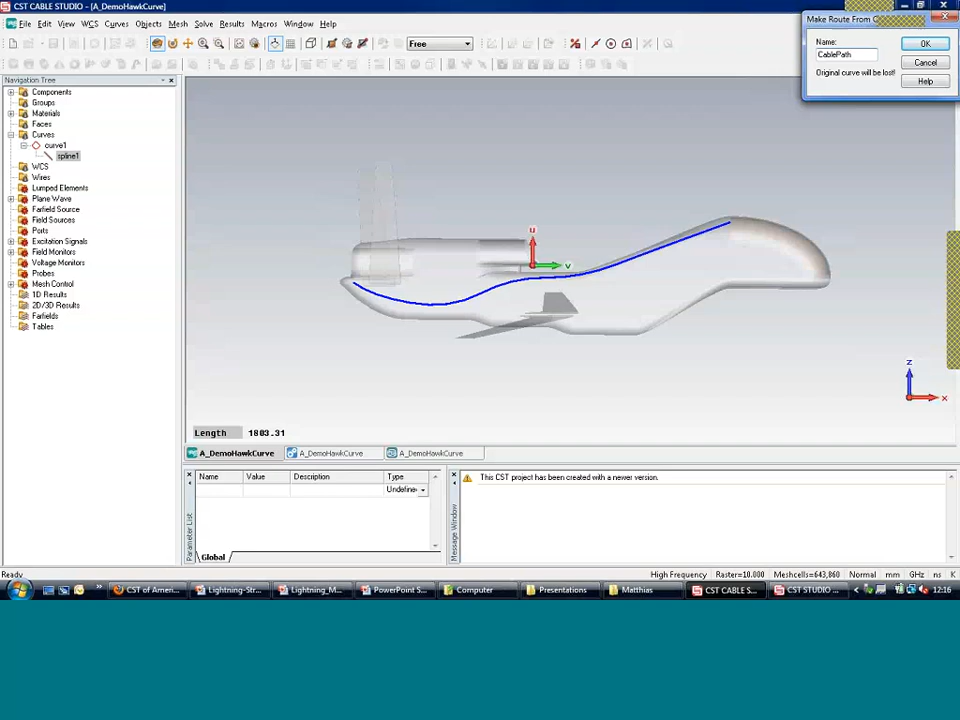 CST CABLE STUDIO - [A_DemoHawkCurve]
File Edit View WCS Curves Objects Mesh Solve Results Macros Window Help
Free
Make Route From
Name:
CablePath
Original curve will be lost!
OK
Cancel
Help
Navigation Tree
Components
Groups
Materials
Faces
Curves
curve1
spline1
WCS
Wires
Lumped Elements
Plane Wave
Farfield Source
Field Sources
Ports
Excitation Signals
Field Monitors
Voltage Monitors
Probes
Mesh Control
1D Results
2D/3D Results
Farfields
Tables
u
v
z
x
Length 1803.31
A_DemoHawkCurve A_DemoHawkCurve A_DemoHawkCurve
Parameter List
Name Value Description Type
Undefine
Global
Message Window
This CST project has been created with a newer version.
Ready
High Frequency Raster=10.000 Meshcells=643,860 Normal mm GHz ns K
CST of Ameri... Lightning-Str... Lightning_M... PowerPoint S... Computer Presentations Matthias CST CABLE S... CST STUDIO ... 12:16